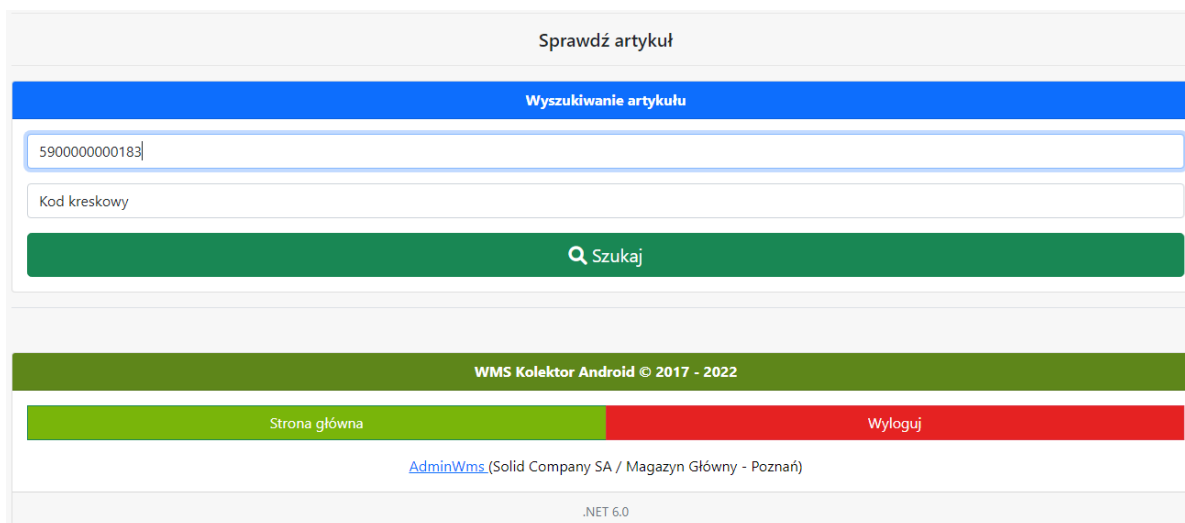 Sprawdź artykuł
Wyszukiwanie artykułu
5900000000183
Kod kreskowy
Szukaj
WMS Kolektor Android © 2017 - 2022
Strona główna
Wyloguj
AdminWms (Solid Company SA / Magazyn Główny - Poznań)
.NET 6.0